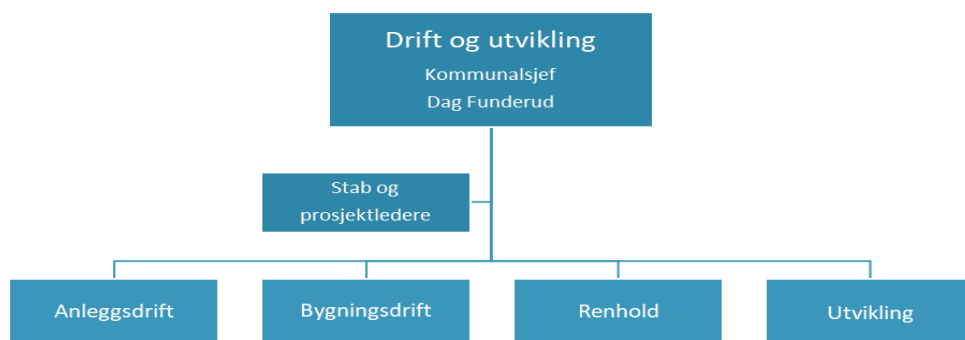 Drift og utvikling
Kommunalsjef
Dag Funderud
Stab og
prosjektledere
Anleggsdrift
Bygningsdrift
Renhold
Utvikling